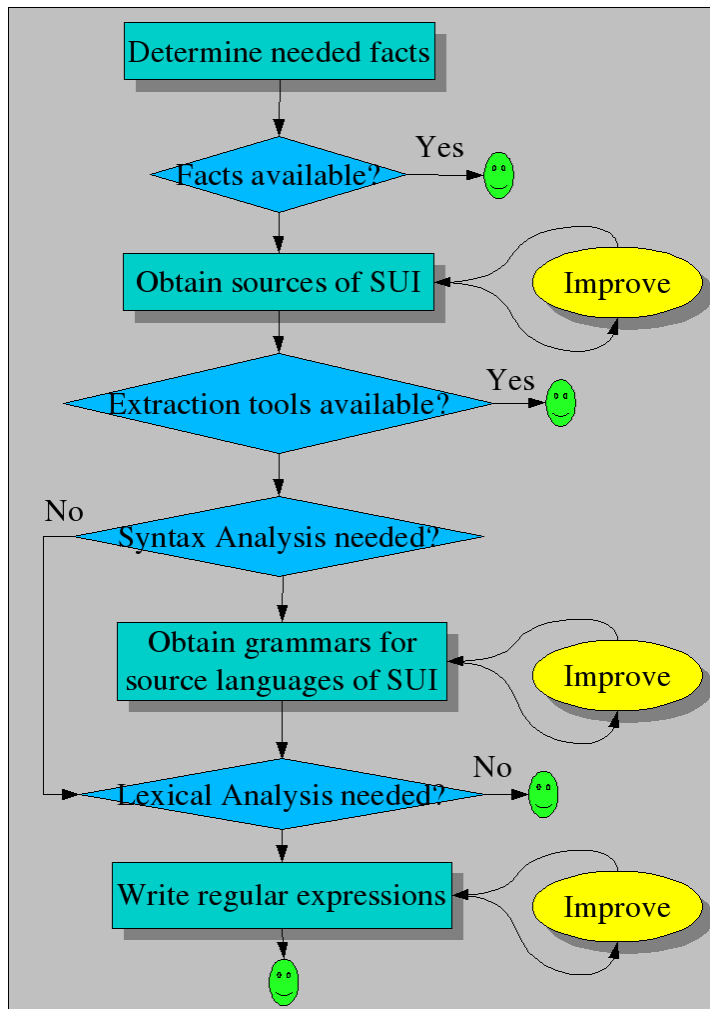 Determine needed facts
Yes
Facts available?
Obtain sources of SUI
Improve
Yes
Extraction tools available?
No
Syntax Analysis needed?
Obtain grammars for
source languages of SUI
Improve
No
Lexical Analysis needed?
Write regular expressions
Improve